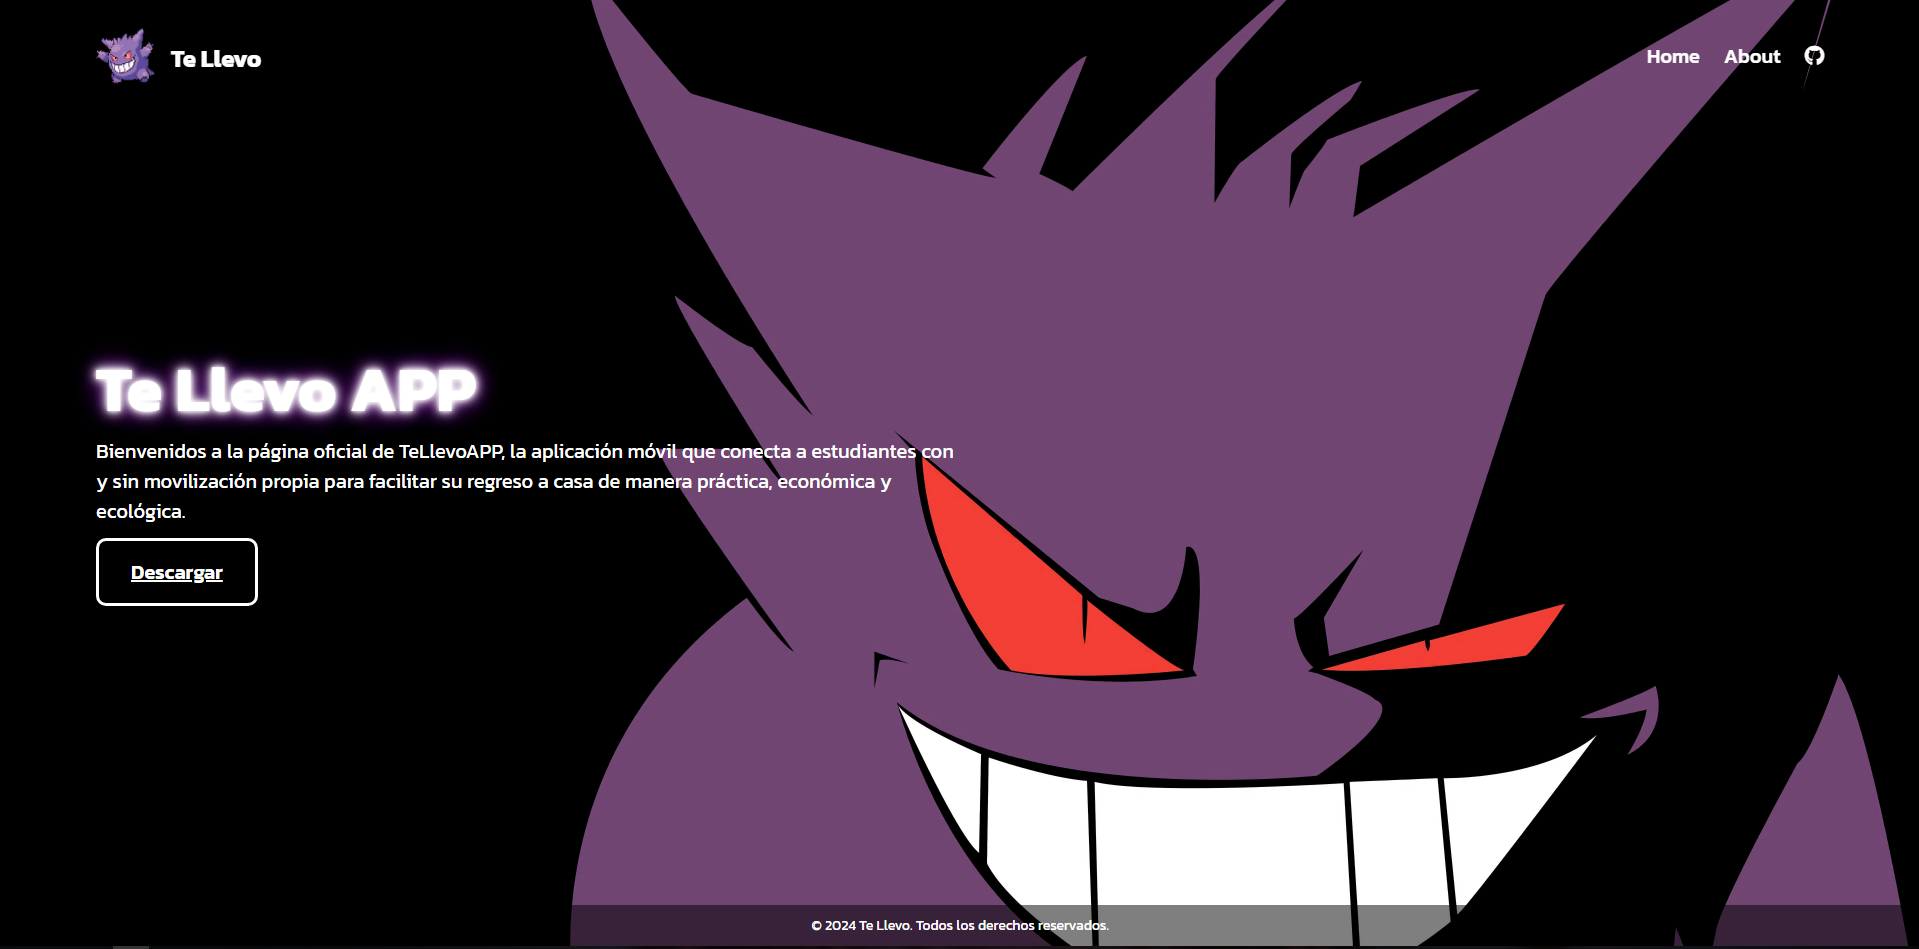 Te Llevo
Home About
Te Llevo APP
Bienvenidos a la página oficial de TeLlevoAPP, la aplicación móvil que conecta a estudiantes con
y sin movilización propia para facilitar su regreso a casa de manera práctica, económica y
ecológica.
Descargar
© 2024 Te Llevo. Todos los derechos reservados.